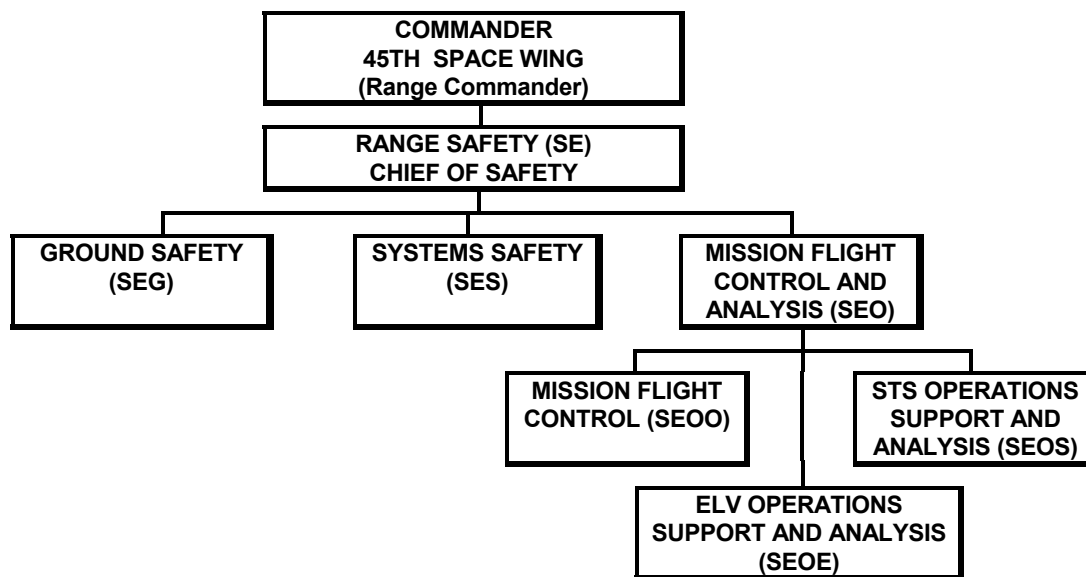 COMMANDER
45TH SPACE WING
(Range Commander)
RANGE SAFETY (SE)
CHIEF OF SAFETY
GROUND SAFETY
(SEG)
SYSTEMS SAFETY
(SES)
MISSION FLIGHT
CONTROL AND
ANALYSIS (SEO)
MISSION FLIGHT
CONTROL (SEOO)
STS OPERATIONS
SUPPORT AND
ANALYSIS (SEOS)
ELV OPERATIONS
SUPPORT AND ANALYSIS
(SEOE)